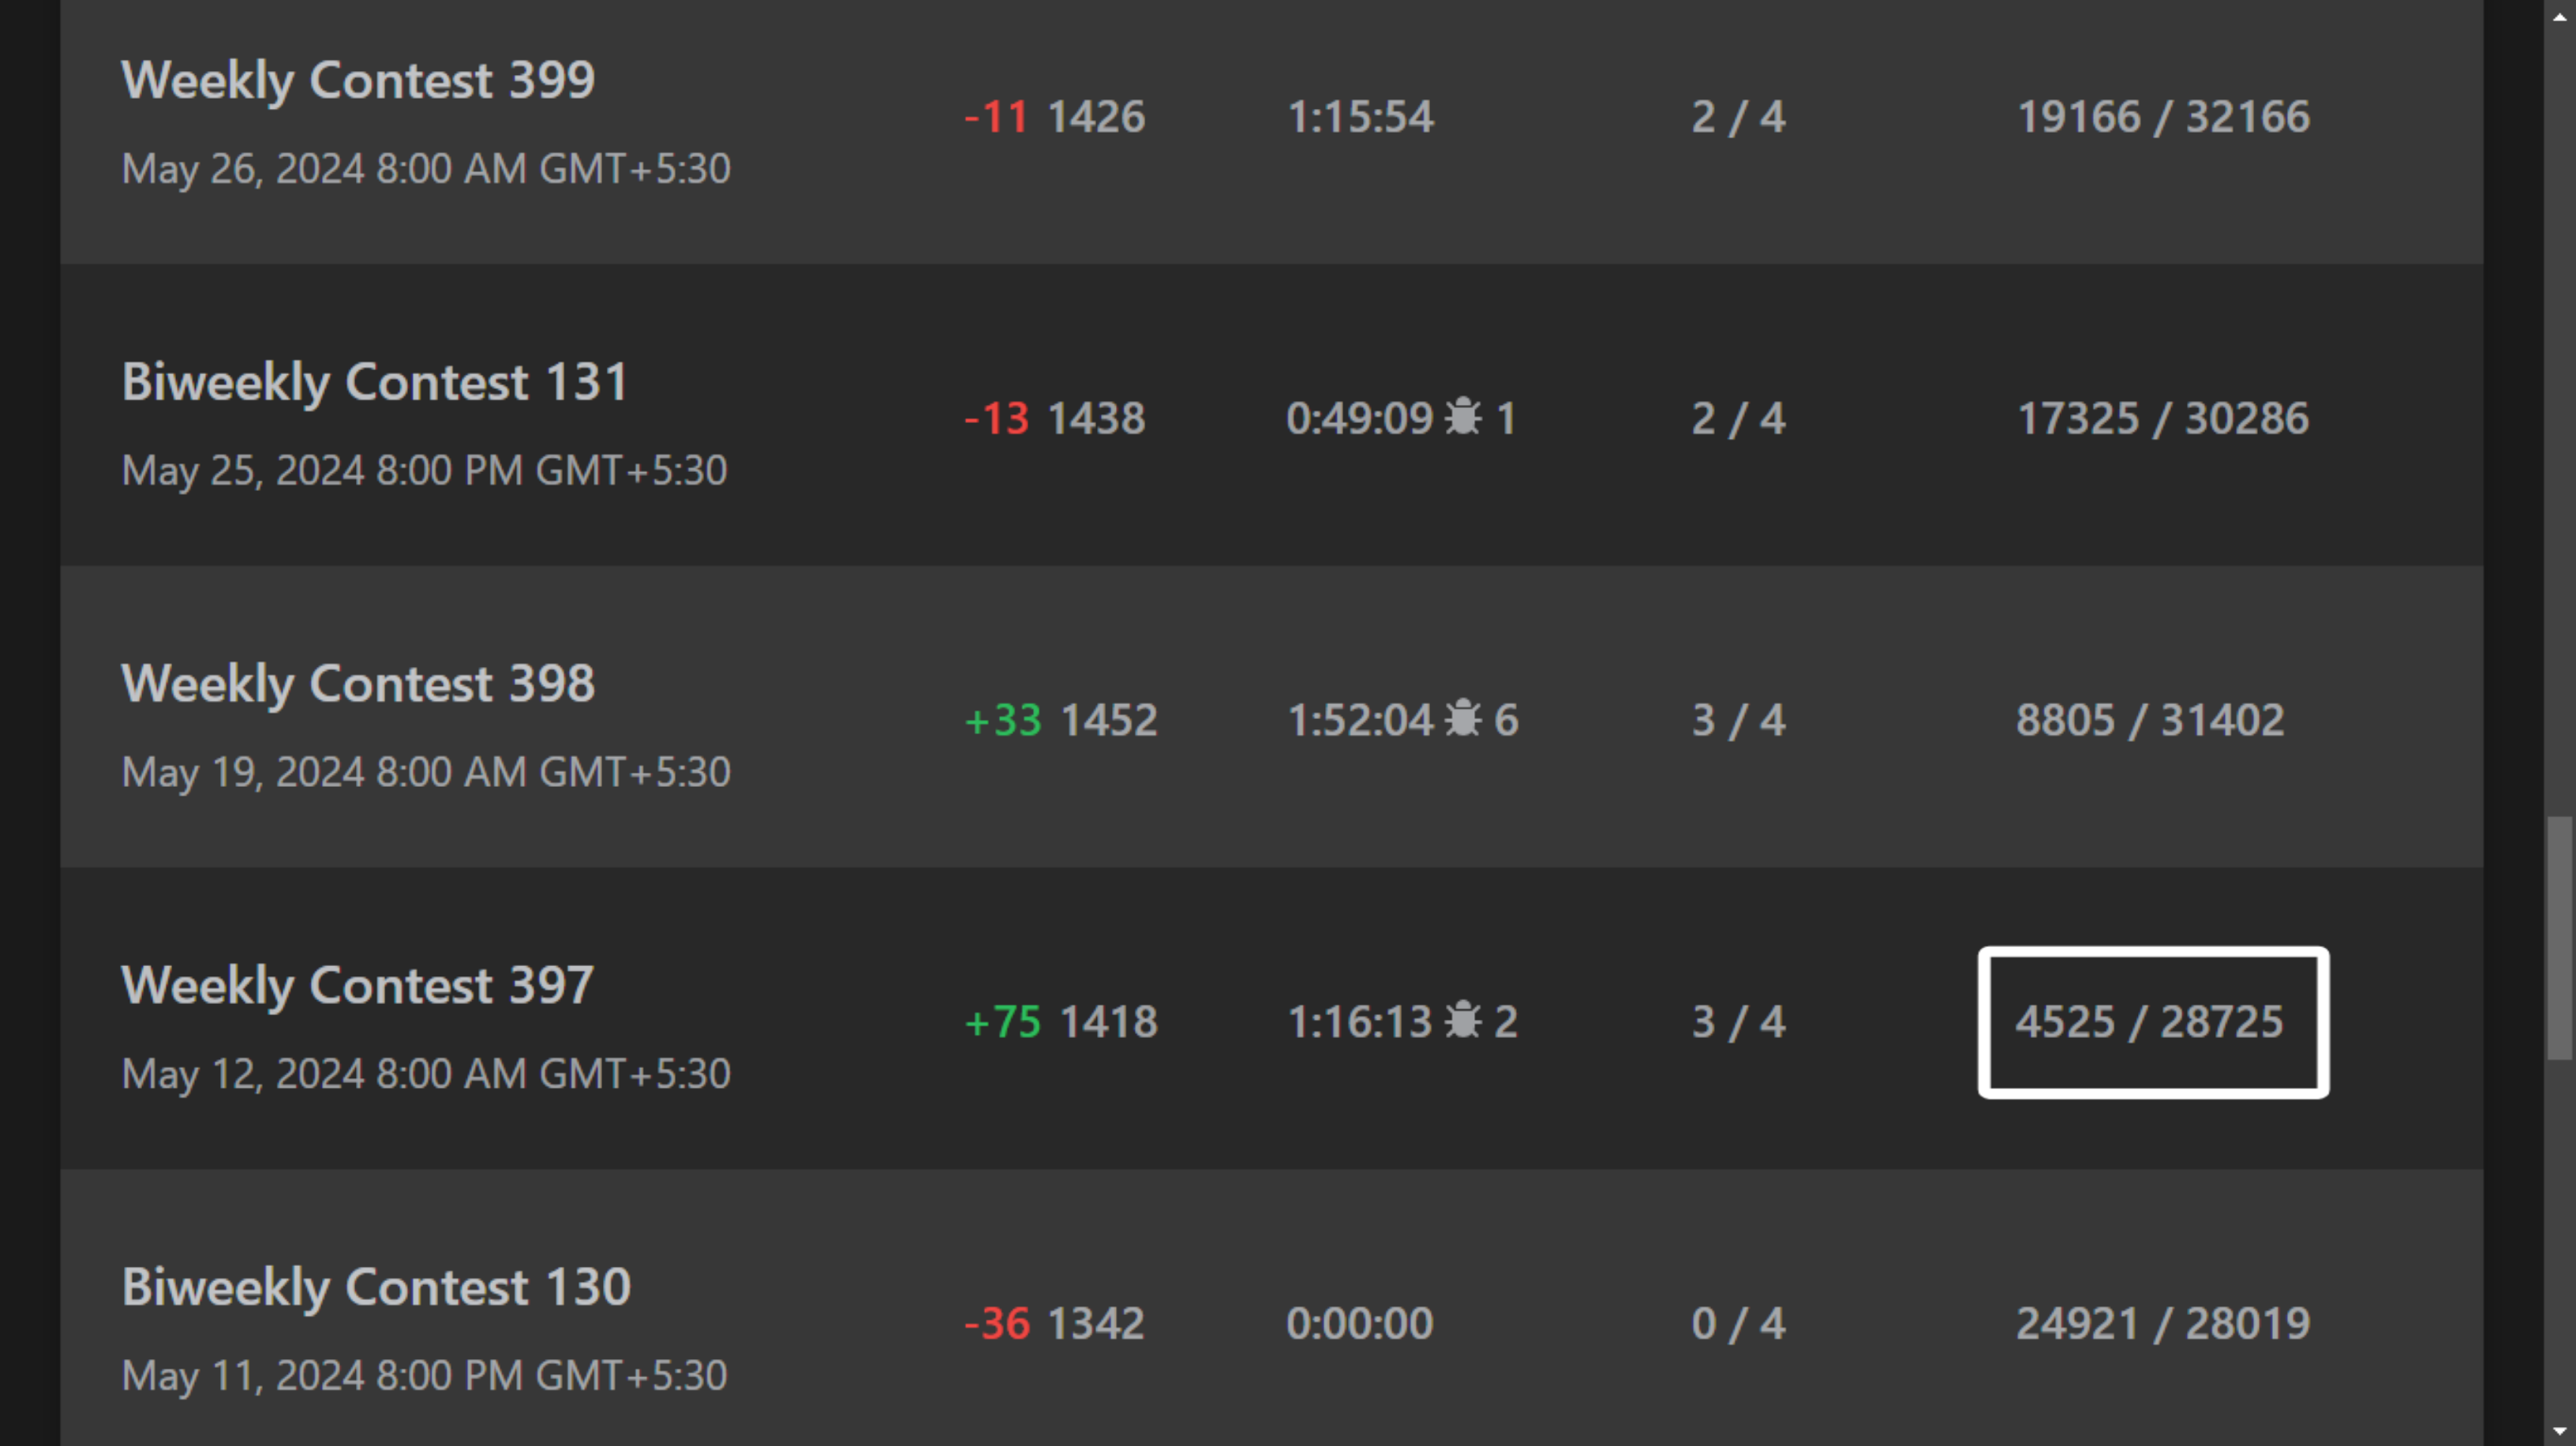 Weekly Contest 399
-11 1426 1:15:54 2 / 4 19166 / 32166
May 26, 2024 8:00 AM GMT+5:30
Biweekly Contest 131
-13 1438 0:49:09 1 2 / 4 17325 / 30286
May 25, 2024 8:00 PM GMT+5:30
Weekly Contest 398
+33 1452 1:52:04 6 3 / 4 8805 / 31402
May 19, 2024 8:00 AM GMT+5:30
Weekly Contest 397
+75 1418 1:16:13 2 3 / 4 4525 / 28725
May 12, 2024 8:00 AM GMT+5:30
Biweekly Contest 130
-36 1342 0:00:00 0 / 4 24921 / 28019
May 11, 2024 8:00 PM GMT+5:30